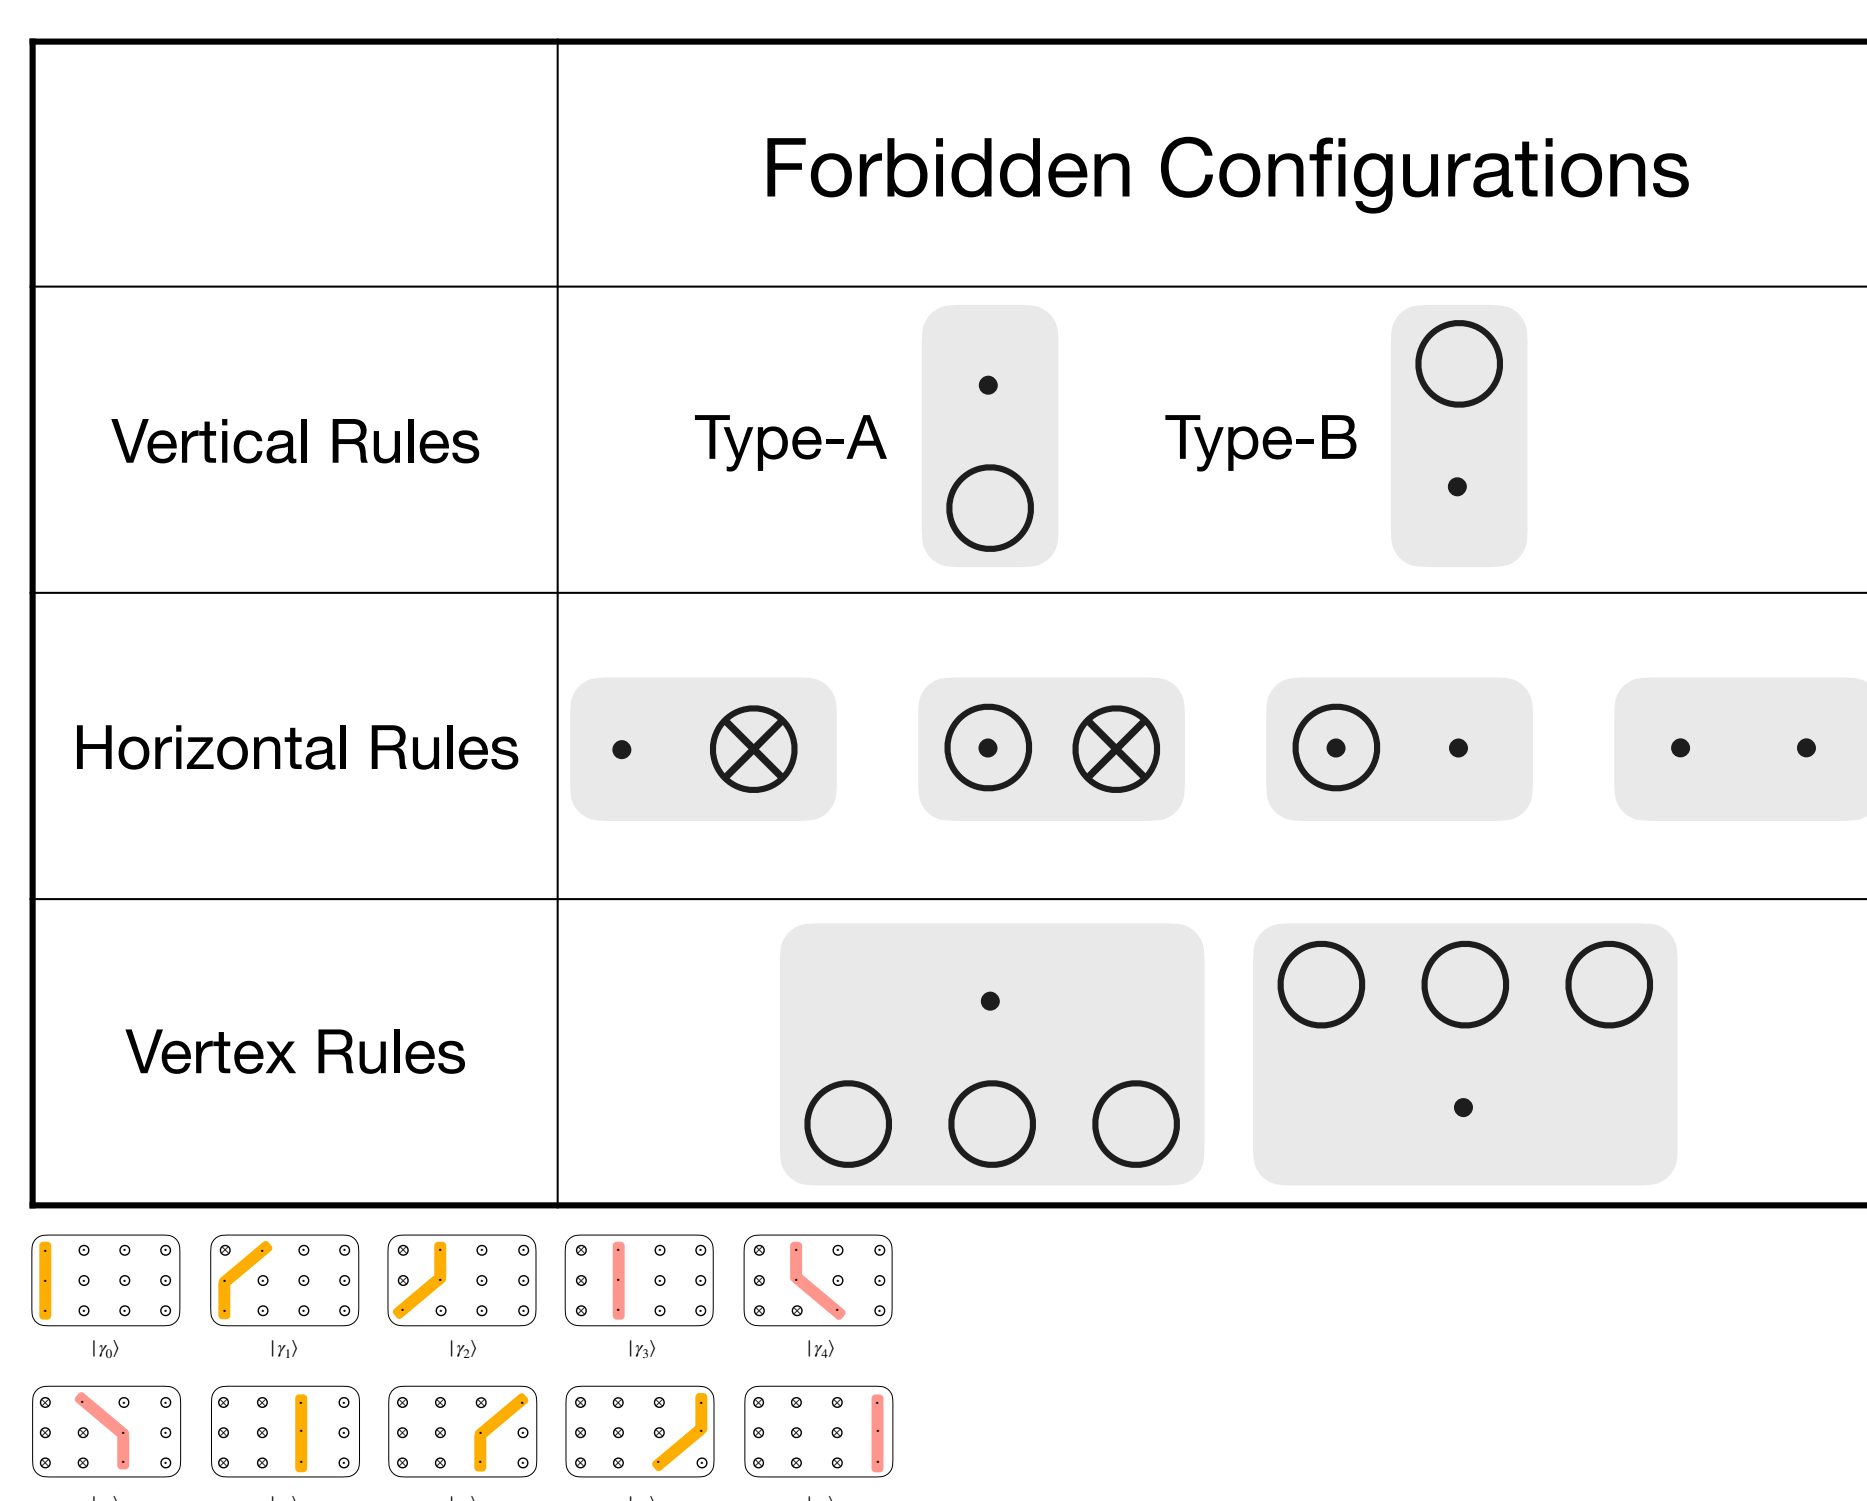 Forbidden Configurations
Vertical Rules
Type-A
Type-B
Horizontal Rules
Vertex Rules
|γ₀⟩
|γ₁⟩
|γ₂⟩
|γ₃⟩
|γ₄⟩